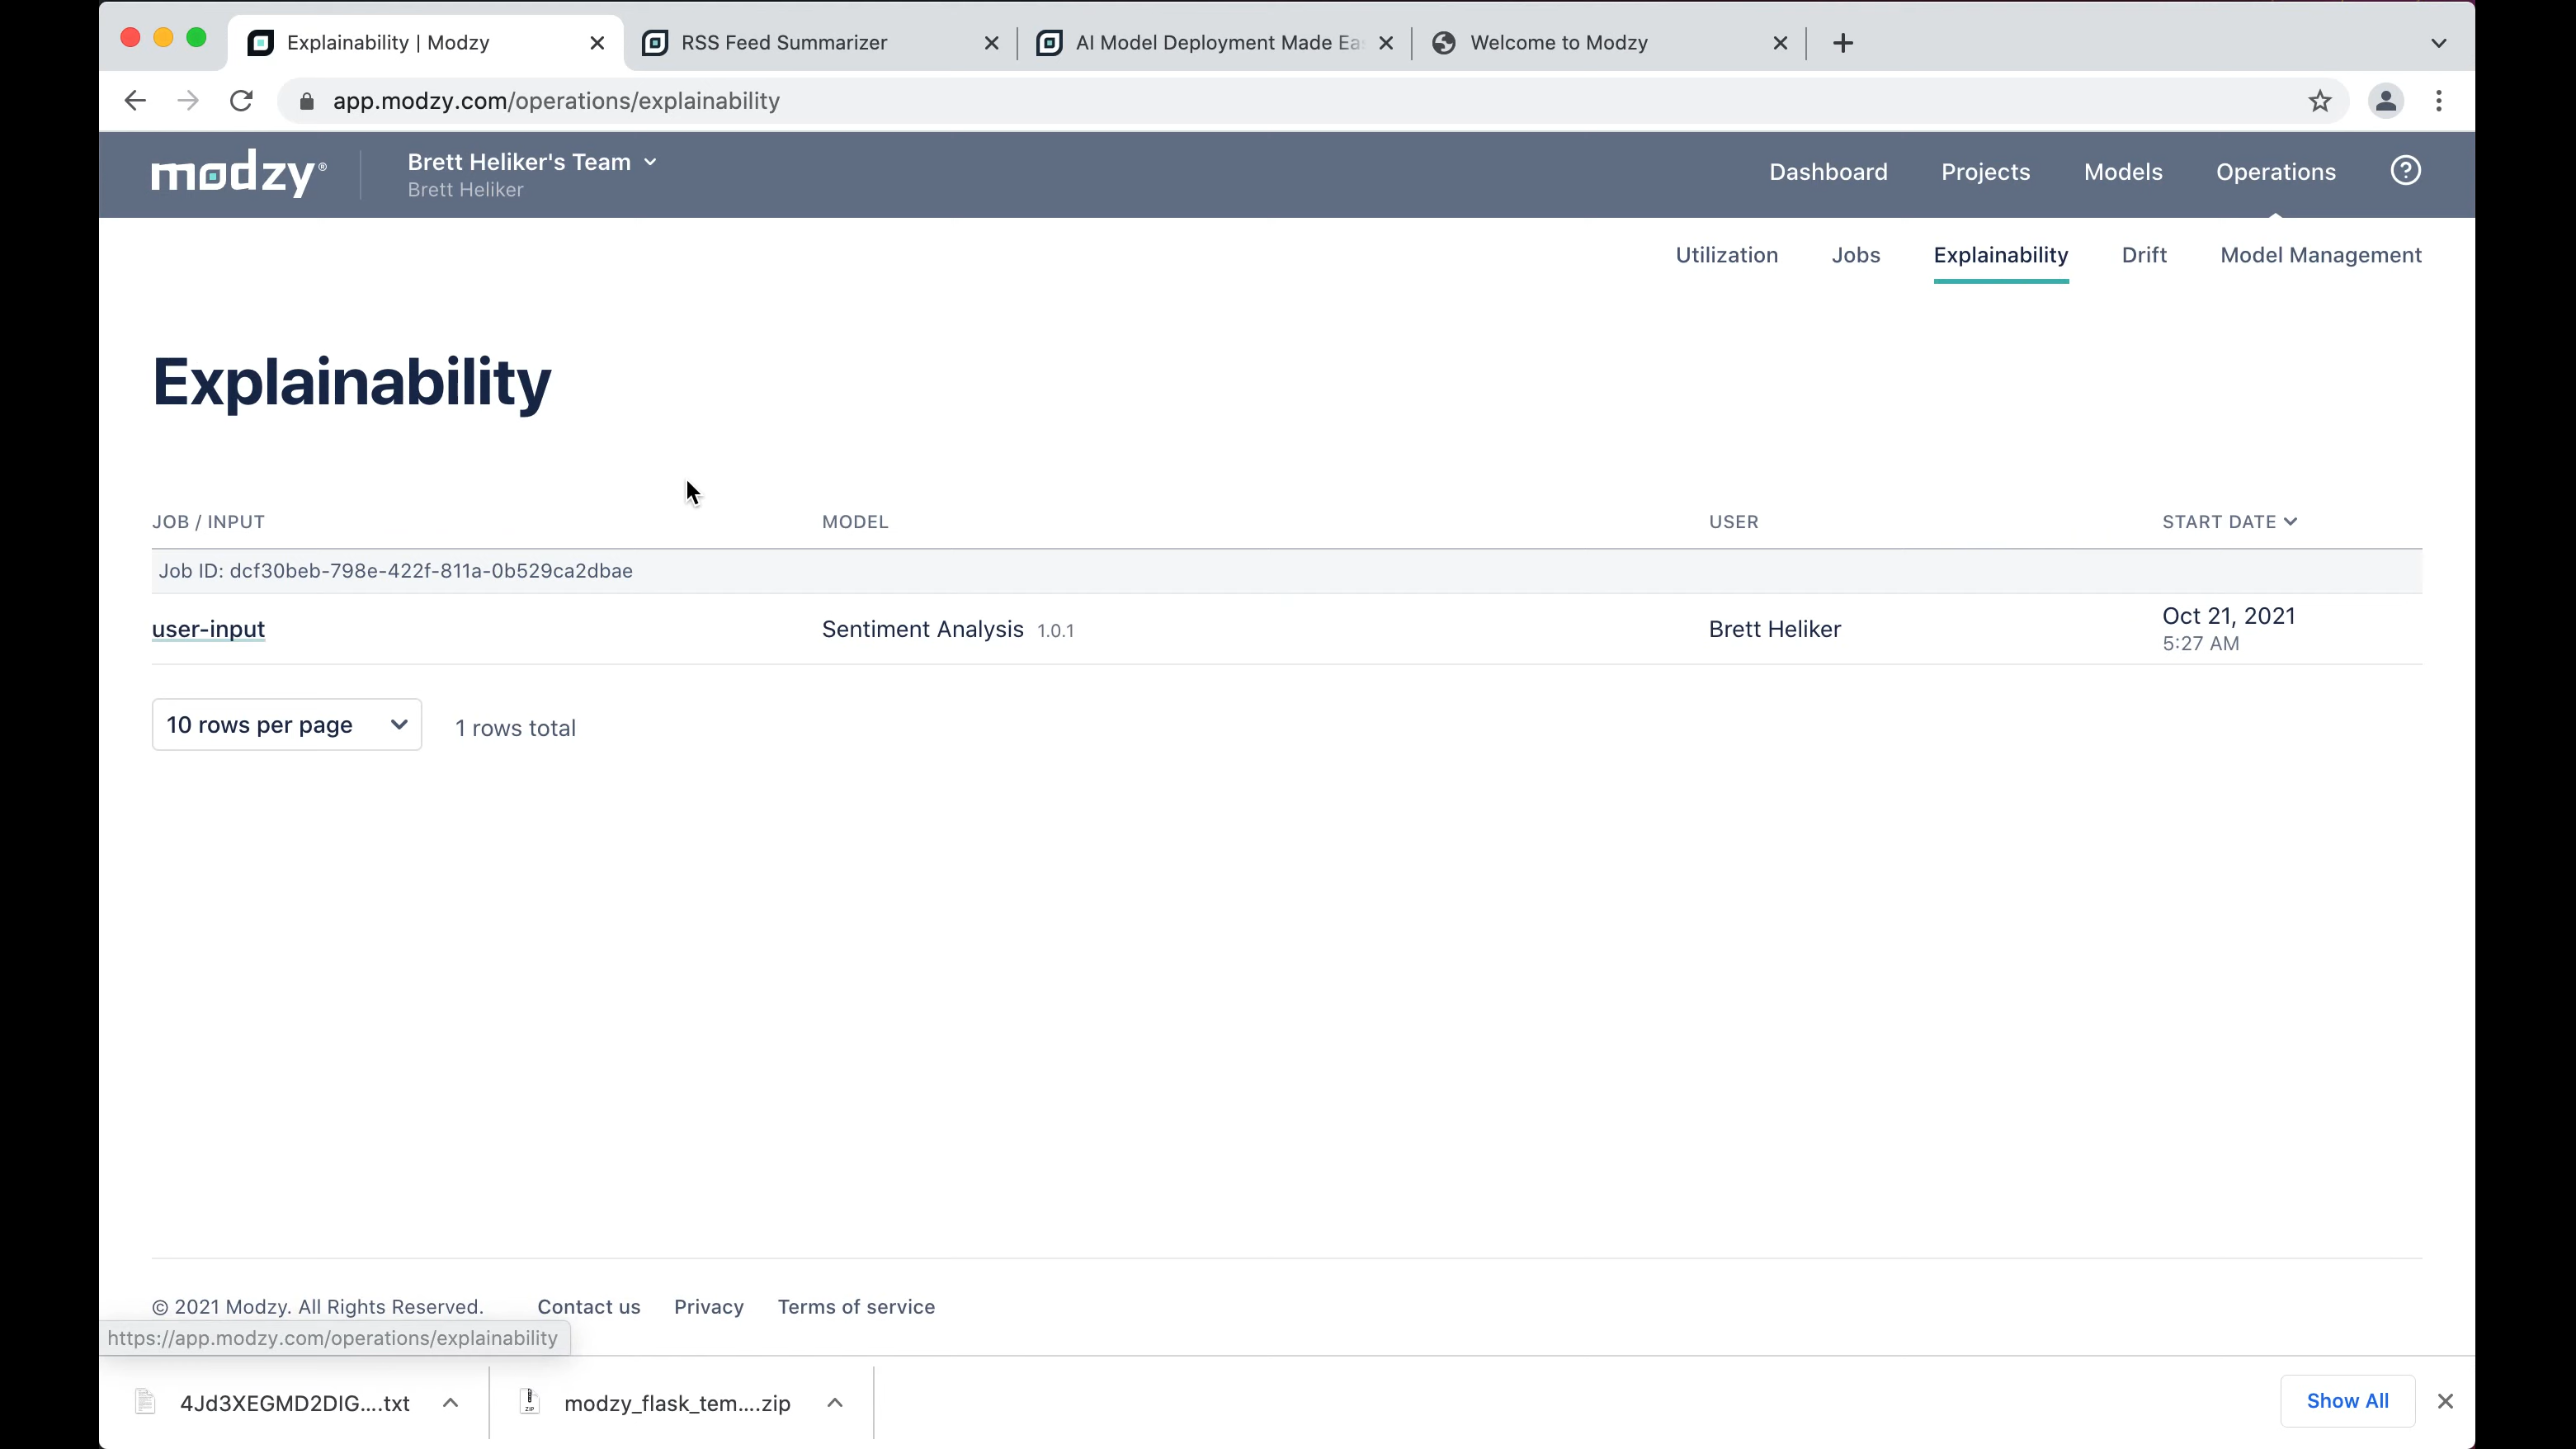 Explainability | Modzy
RSS Feed Summarizer
AI Model Deployment Made Ea
Welcome to Modzy
app.modzy.com/operations/explainability
modzy®
Brett Heliker's Team
Brett Heliker
Dashboard
Projects
Models
Operations
Utilization
Jobs
Explainability
Drift
Model Management
Explainability
JOB / INPUT
MODEL
USER
START DATE
Job ID: dcf30beb-798e-422f-811a-0b529ca2dbae
user-input
Sentiment Analysis 1.0.1
Brett Heliker
Oct 21, 2021
5:27 AM
10 rows per page
1 rows total
© 2021 Modzy. All Rights Reserved.
Contact us
Privacy
Terms of service
https://app.modzy.com/operations/explainability
4Jd3XEGMD2DIG....txt
ZIP
modzy_flask_tem....zip
Show All